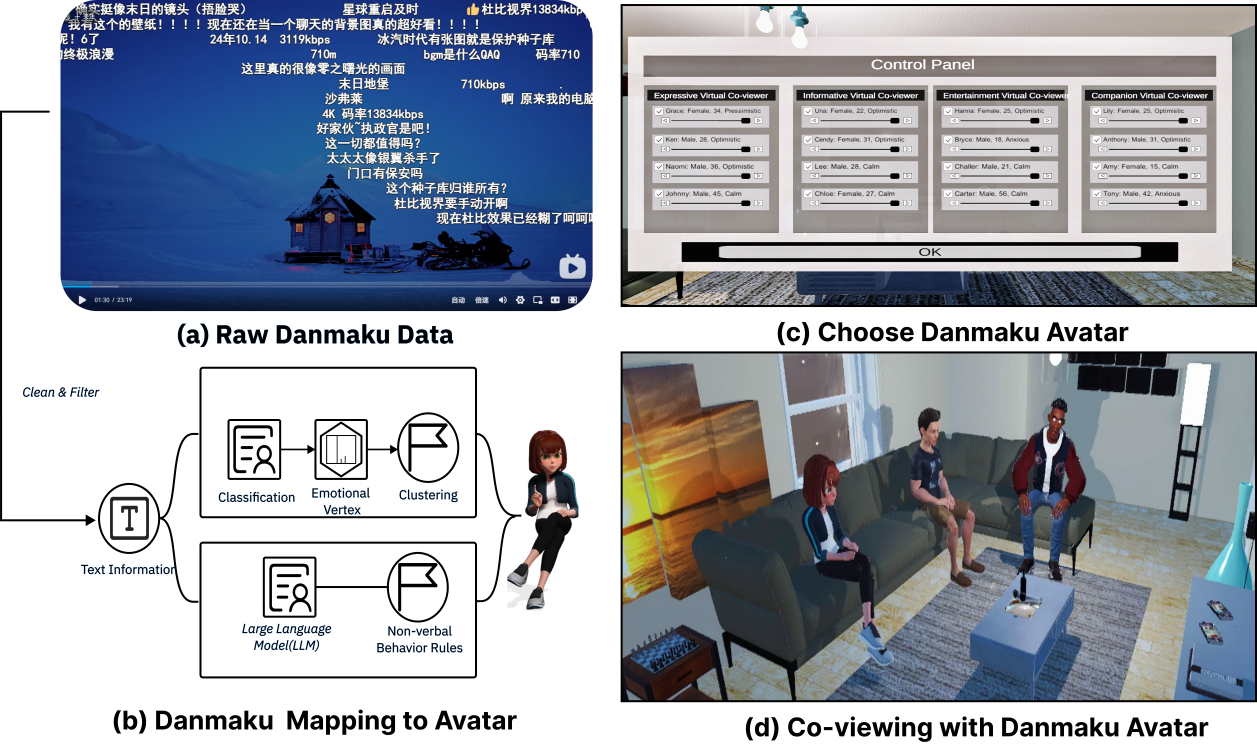 确实挺像末日的镜头（捂脸哭）
星球重启及时
👍杜比视界13834kbp
我有这个的壁纸！！！！现在还在当一个聊天的背景图真的超好看！！！！
呢！6了
24年10.14 3119kbps
冰汽时代有张图就是保护种子库
终极浪漫
710m
bgm是什么QAQ
码率710
这里真的很像零之曙光的画面
末日地堡
710kbps
.
沙弗莱
啊 原来我的电脑
4K 码率13834kbps
好家伙~执政官是吧！
这一切都值得吗？
太太太像银翼杀手了
门口有保安吗
这个种子库归谁所有？
杜比视界要手动开啊
现在杜比效果已经糊了呵呵
01:30 / 23:19
自动
倍速
(a) Raw Danmaku Data
Clean & Filter
Text Information
T
Classification
Emotional
Vertex
Clustering
Large Language
Model(LLM)
Non-verbal
Behavior Rules
(b) Danmaku Mapping to Avatar
Control Panel
Expressive Virtual Co-viewer
Grace: Female, 34, Pressimistic
Ken: Male, 28, Optimistic
Naomi: Male, 36, Optimistic
Johnny: Male, 45, Calm
Informative Virtual Co-viewer
Una: Female, 22, Optimistic
Cendy: Female, 31, Optimistic
Lee: Male, 28, Calm
Chloe: Female, 27, Calm
Entertainment Virtual Co-viewer
Hanna: Female, 25, Optimistic
Bryce: Male, 18, Anxious
Challer: Male, 21, Calm
Carter: Male, 56, Calm
Companion Virtual Co-viewer
Lily: Female, 25, Optimistic
Anthony: Male, 31, Optimistic
Amy: Female, 15, Calm
Tony: Male, 42, Anxious
OK
(c) Choose Danmaku Avatar
(d) Co-viewing with Danmaku Avatar